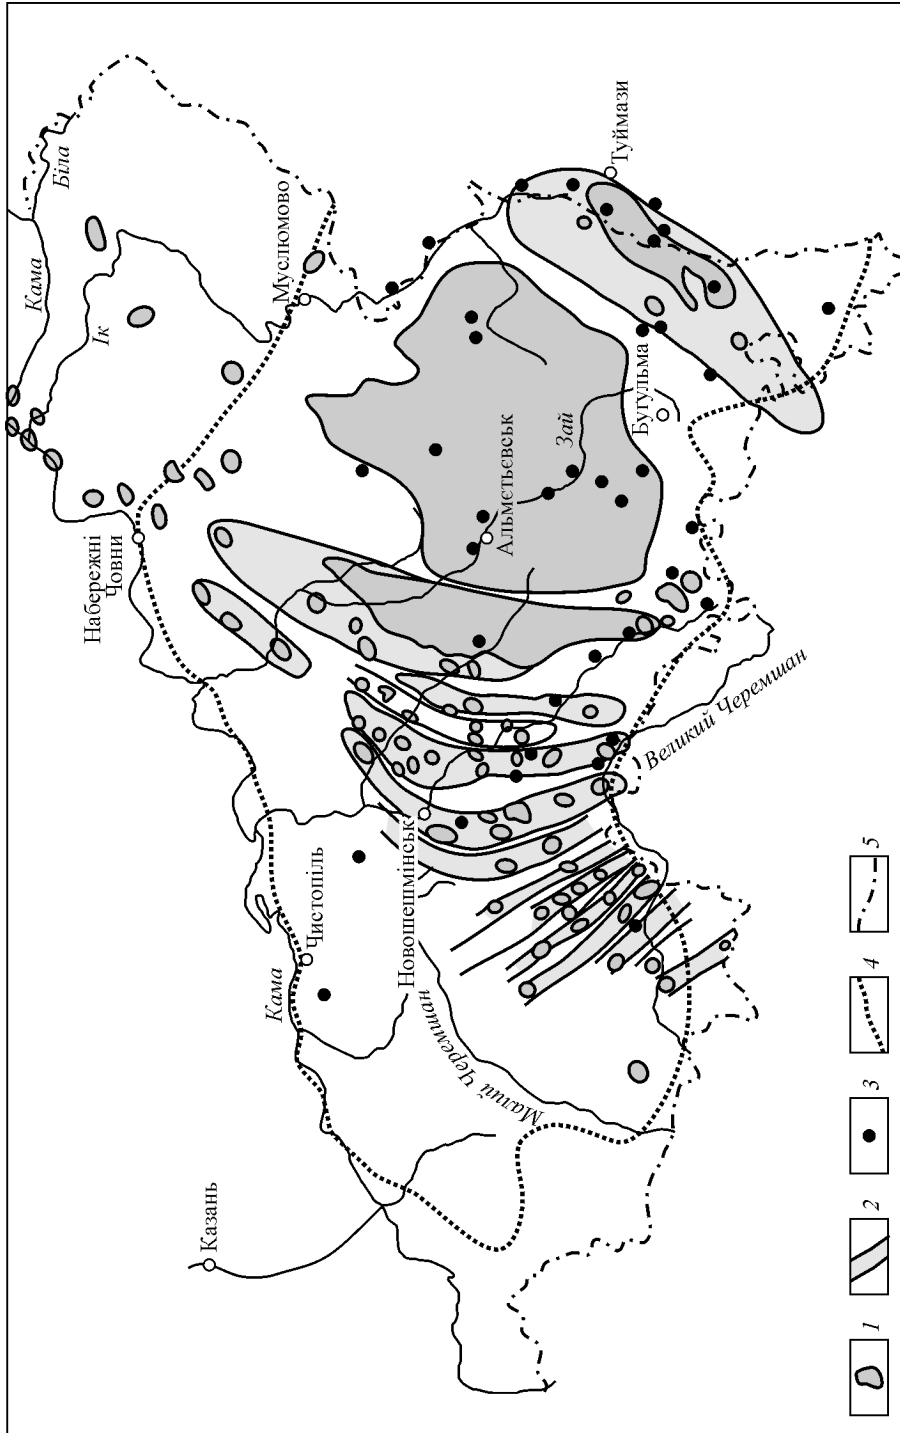 Кама
Біла
Ік
Набережні
Човни
Казань
Кама
Муслюмово
Чистопіль
Новошешмінськ
Малий Черемшан
Альмєтьєвськ
Зай
Туймази
Бугульма
Великий Черемшан
1
2
3
4
5